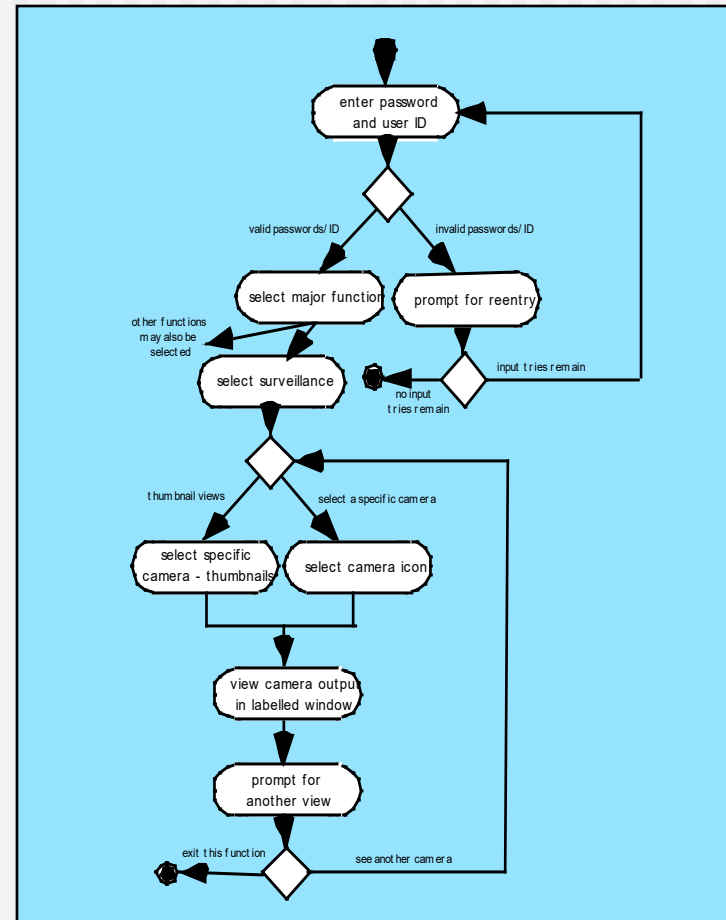 enter password
and user ID
valid passwords/ID
invalid passwords/ID
select major function
prompt for reentry
other functions
may also be
selected
input tries remain
select surveillance
no input
tries remain
thumbnail views
select a specific camera
select specific
camera - thumbnails
select camera icon
view camera output
in labelled window
prompt for
another view
exit this function
see another camera